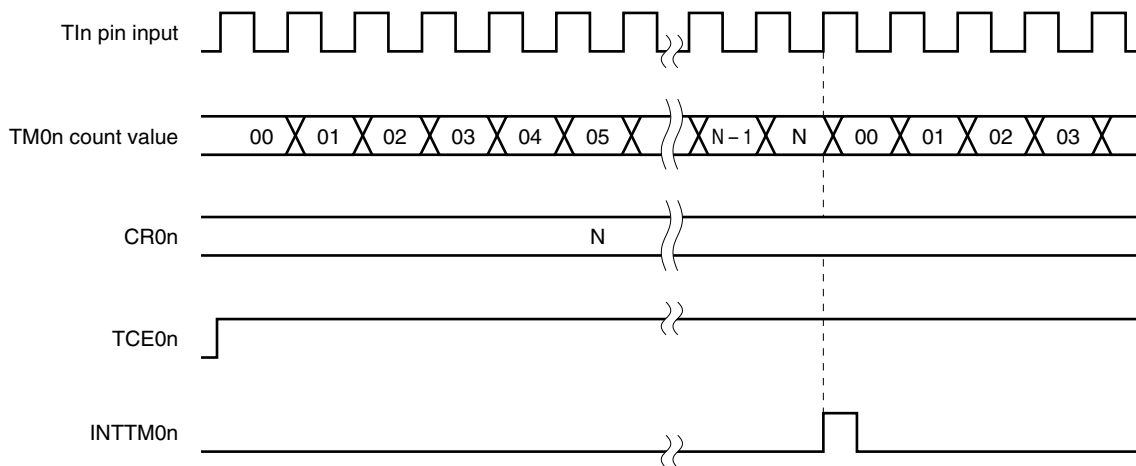 TIn pin input
TM0n count value 00 01 02 03 04 05 N–1 N 00 01 02 03
CR0n N
TCE0n
INTTM0n